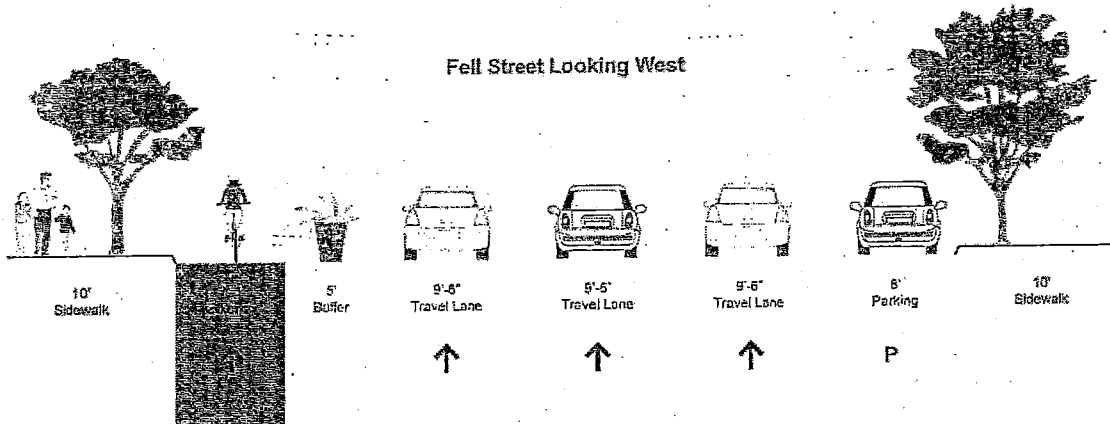 Fell Street Looking West
10'
Sidewalk
5'
Buffer
9'-6"
Travel Lane
9'-6"
Travel Lane
9'-6"
Travel Lane
8'
Parking
10'
Sidewalk
P